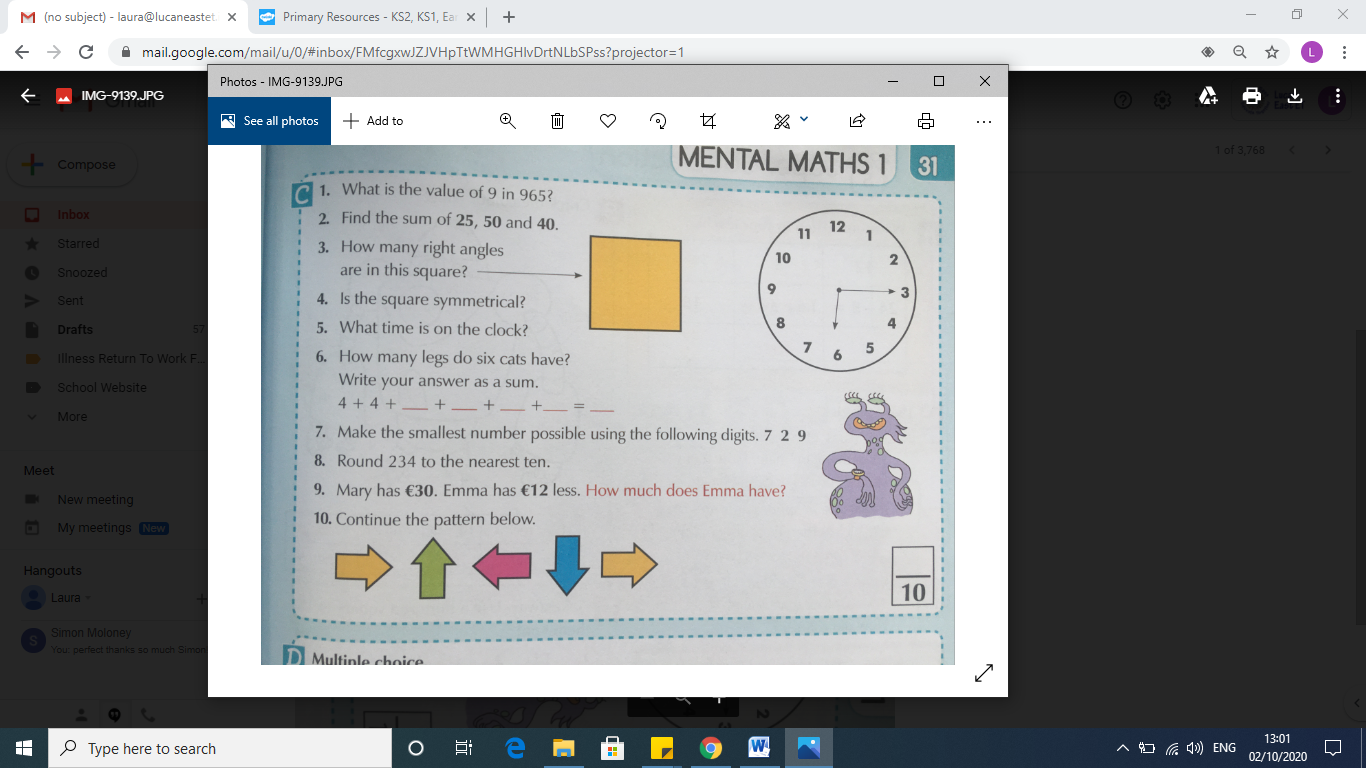 (no subject) - laura@lucaneastet
Primary Resources - KS2, KS1, Ea
mail.google.com/mail/u/0/#inbox/FMfcgxwJZJVHpTtWMHGHlvDrtNLbSPss?projector=1
L
IMG-9139.JPG
Photos - IMG-9139.JPG
See all photos
Add to
Compose
1 of 3,768
Inbox
Starred
Snoozed
Sent
Drafts 57
Illness Return To Work F...
School Website
More
Meet
New meeting
My meetings New
Hangouts
Laura
S
Simon Moloney
You: perfect thanks so much Simon
MENTAL MATHS 1 31
C 1. What is the value of 9 in 965?
2. Find the sum of 25, 50 and 40.
3. How many right angles
are in this square?
4. Is the square symmetrical?
5. What time is on the clock?
6. How many legs do six cats have?
Write your answer as a sum.
4 + 4 + __ + __ + __ + __ = __
7. Make the smallest number possible using the following digits. 7 2 9
8. Round 234 to the nearest ten.
9. Mary has €30. Emma has €12 less. How much does Emma have?
10. Continue the pattern below.
12
11 1
10 2
9 3
8 4
7 5
6
10
D Multiple choice
Type here to search
ENG
13:01
02/10/2020